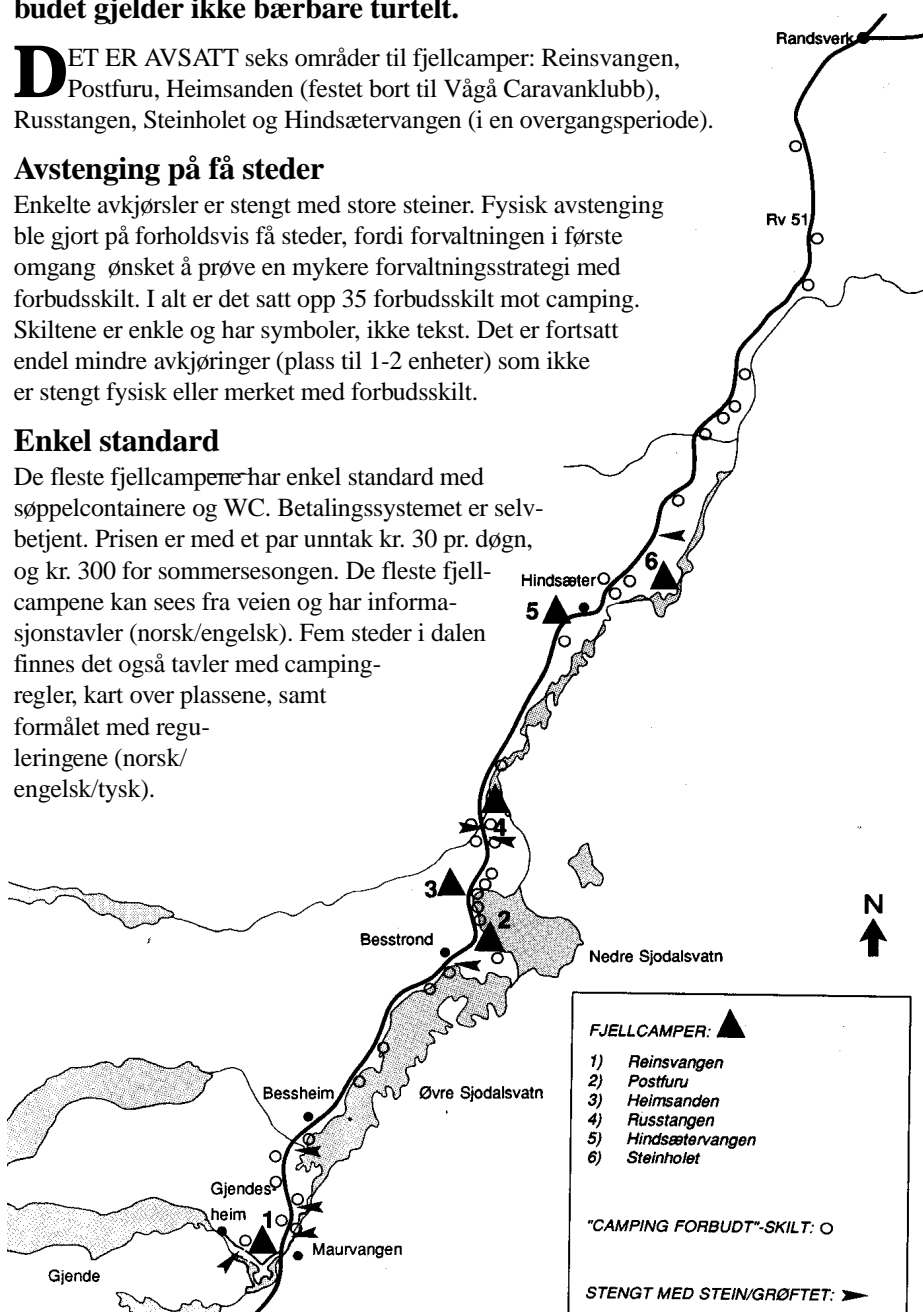 budet gjelder ikke bærbare turtelt.
DET ER AVSATT seks områder til fjellcamper: Reinsvangen,
Postfuru, Heimsanden (festet bort til Vågå Caravanklubb),
Russtangen, Steinholet og Hindsætervangen (i en overgangsperiode).
Avstenging på få steder
Enkelte avkjørsler er stengt med store steiner. Fysisk avstenging
ble gjort på forholdsvis få steder, fordi forvaltningen i første
omgang ønsket å prøve en mykere forvaltningsstrategi med
forbudsskilt. I alt er det satt opp 35 forbudsskilt mot camping.
Skiltene er enkle og har symboler, ikke tekst. Det er fortsatt
endel mindre avkjøringer (plass til 1-2 enheter) som ikke
er stengt fysisk eller merket med forbudsskilt.
Enkel standard
De fleste fjellcampene har enkel standard med
søppelcontainere og WC. Betalingssystemet er selv-
betjent. Prisen er med et par unntak kr. 30 pr. døgn,
og kr. 300 for sommersesongen. De fleste fjell-
campene kan sees fra veien og har informa-
sjonstavler (norsk/engelsk). Fem steder i dalen
finnes det også tavler med camping-
regler, kart over plassene, samt
formålet med regu-
leringene (norsk/
engelsk/tysk).
Randsverk
Rv 51
6
Hindsæter
5
4
3
2
Besstrond
N
Nedre Sjodalsvatn
Bessheim
Øvre Sjodalsvatn
Gjendes-
heim
1
Maurvangen
Gjende
FJELLCAMPER:
1) Reinsvangen
2) Postfuru
3) Heimsanden
4) Russtangen
5) Hindsætervangen
6) Steinholet
"CAMPING FORBUDT"-SKILT:
STENGT MED STEIN/GRØFTET: